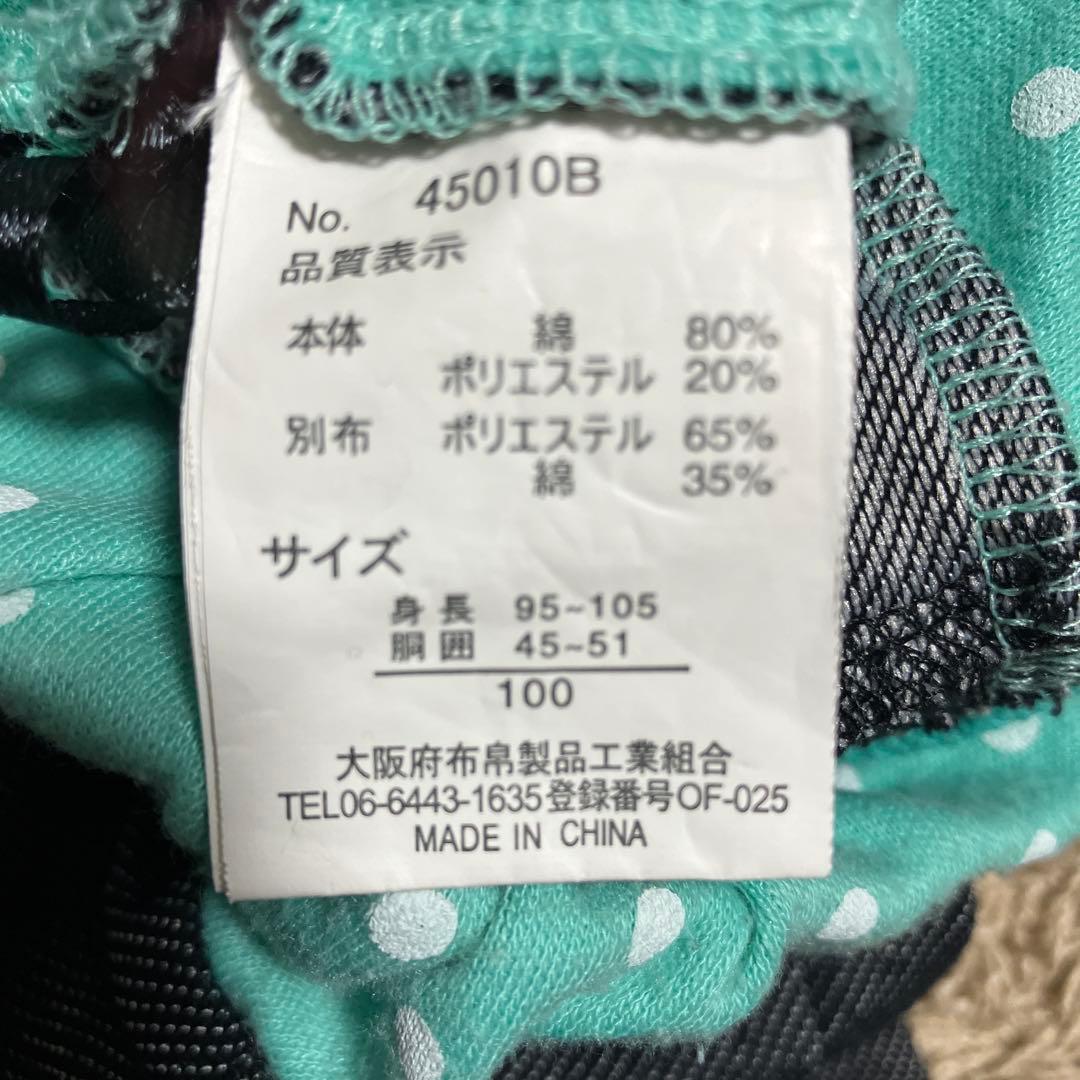 No. 45010B
品質表示
本体 綿 80%
ポリエステル 20%
別布 ポリエステル 65%
綿 35%
サイズ
身長 95~105
胴囲 45~51
100
大阪府布帛製品工業組合
TEL06-6443-1635登録番号OF-025
MADE IN CHINA